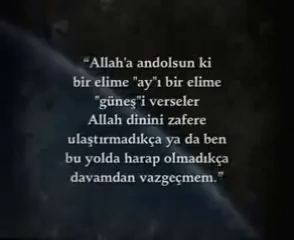 “Allah'a andolsun ki
bir elime "ay"ı bir elime
"güneş"i verseler
Allah dinini zafere
ulaştırmadıkça ya da ben
bu yolda harap olmadıkça
davamdan vazgeçmem.”